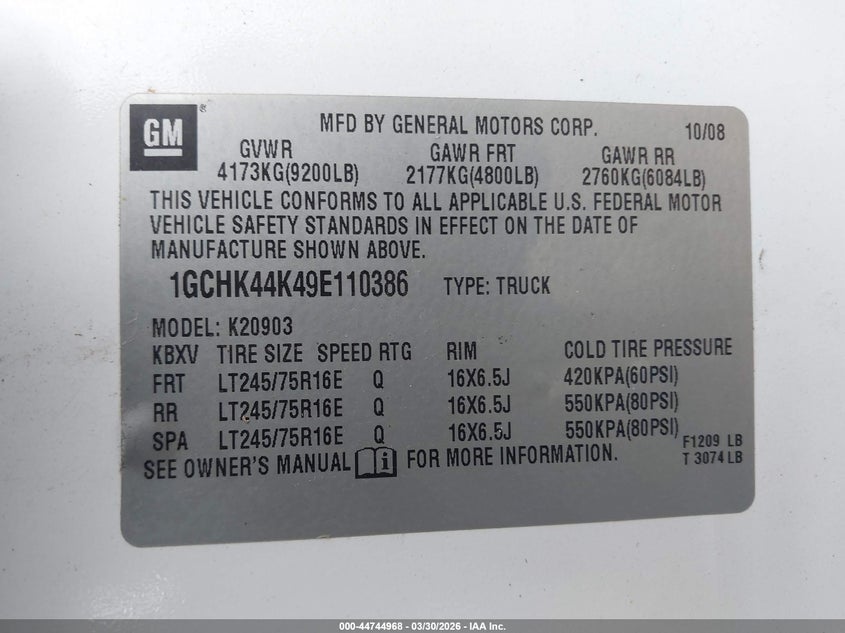 GM ®
MFD BY GENERAL MOTORS CORP. 10/08
GVWR GAWR FRT GAWR RR
4173KG(9200LB) 2177KG(4800LB) 2760KG(6084LB)
THIS VEHICLE CONFORMS TO ALL APPLICABLE U.S. FEDERAL MOTOR
VEHICLE SAFETY STANDARDS IN EFFECT ON THE DATE OF
MANUFACTURE SHOWN ABOVE.
1GCHK44K49E110386 TYPE: TRUCK
MODEL: K20903
KBXV TIRE SIZE SPEED RTG RIM COLD TIRE PRESSURE
FRT LT245/75R16E Q 16X6.5J 420KPA(60PSI)
RR LT245/75R16E Q 16X6.5J 550KPA(80PSI)
SPA LT245/75R16E Q 16X6.5J 550KPA(80PSI)
F1209 LB
T 3074 LB
SEE OWNER'S MANUAL i FOR MORE INFORMATION.
000-44744968 | 03/30/2026 - IAA Inc.